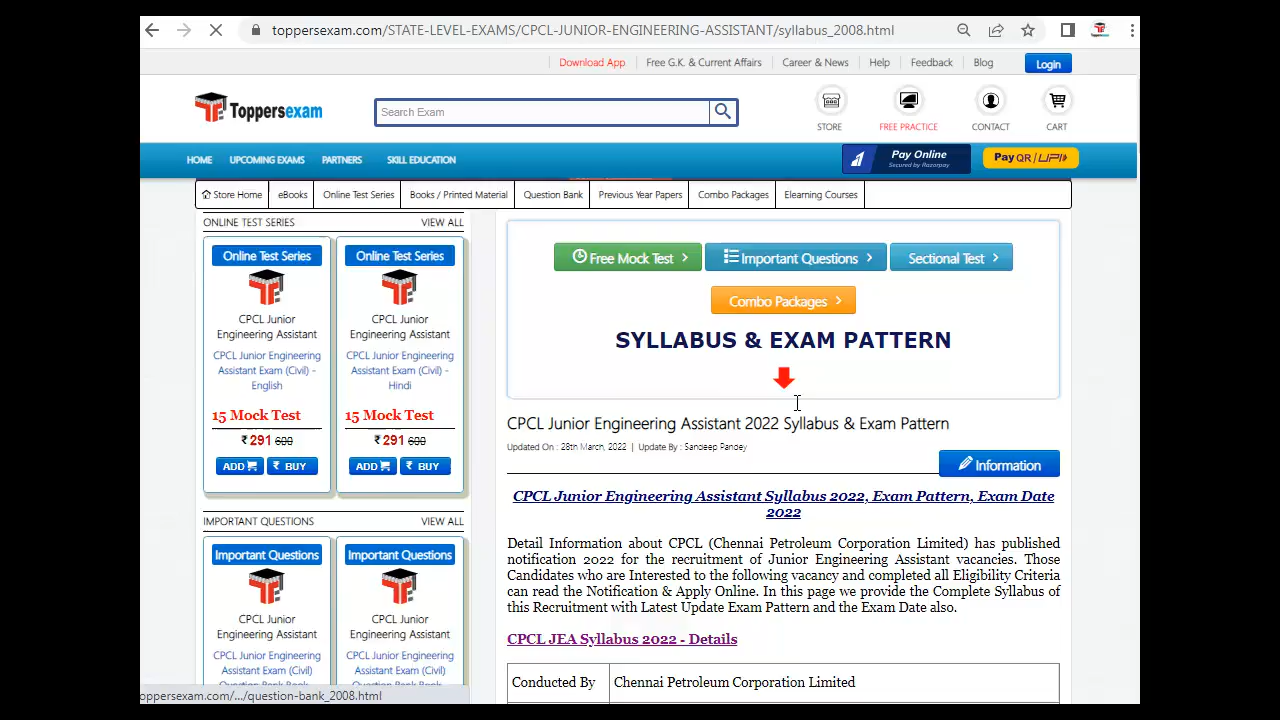 toppersexam.com/STATE-LEVEL-EXAMS/CPCL-JUNIOR-ENGINEERING-ASSISTANT/syllabus_2008.html
Download App
Free G.K. & Current Affairs
Career & News
Help
Feedback
Blog
Login
Toppersexam
Search Exam
STORE
FREE PRACTICE
CONTACT
CART
HOME
UPCOMING EXAMS
PARTNERS
SKILL EDUCATION
Pay Online
Secured by Razorpay
Pay QR / UPI
Store Home
eBooks
Online Test Series
Books / Printed Material
Question Bank
Previous Year Papers
Combo Packages
Elearning Courses
ONLINE TEST SERIES
VIEW ALL
Online Test Series
CPCL Junior
Engineering Assistant
CPCL Junior Engineering
Assistant Exam (Civil) -
English
15 Mock Test
₹ 291 600
ADD
₹ BUY
Online Test Series
CPCL Junior
Engineering Assistant
CPCL Junior Engineering
Assistant Exam (Civil) -
Hindi
15 Mock Test
₹ 291 600
ADD
₹ BUY
IMPORTANT QUESTIONS
VIEW ALL
Important Questions
CPCL Junior
Engineering Assistant
CPCL Junior Engineering
Assistant Exam (Civil)
Important Questions
CPCL Junior
Engineering Assistant
CPCL Junior Engineering
Assistant Exam (Civil)
Free Mock Test
Important Questions
Sectional Test
Combo Packages
SYLLABUS & EXAM PATTERN
CPCL Junior Engineering Assistant 2022 Syllabus & Exam Pattern
Updated On : 28th March, 2022 | Update By : Sandeep Pandey
Information
CPCL Junior Engineering Assistant Syllabus 2022, Exam Pattern, Exam Date
2022
Detail Information about CPCL (Chennai Petroleum Corporation Limited) has published
notification 2022 for the recruitment of Junior Engineering Assistant vacancies. Those
Candidates who are Interested to the following vacancy and completed all Eligibility Criteria
can read the Notification & Apply Online. In this page we provide the Complete Syllabus of
this Recruitment with Latest Update Exam Pattern and the Exam Date also.
CPCL JEA Syllabus 2022 - Details
Conducted By
Chennai Petroleum Corporation Limited
oppersexam.com/.../question-bank_2008.html